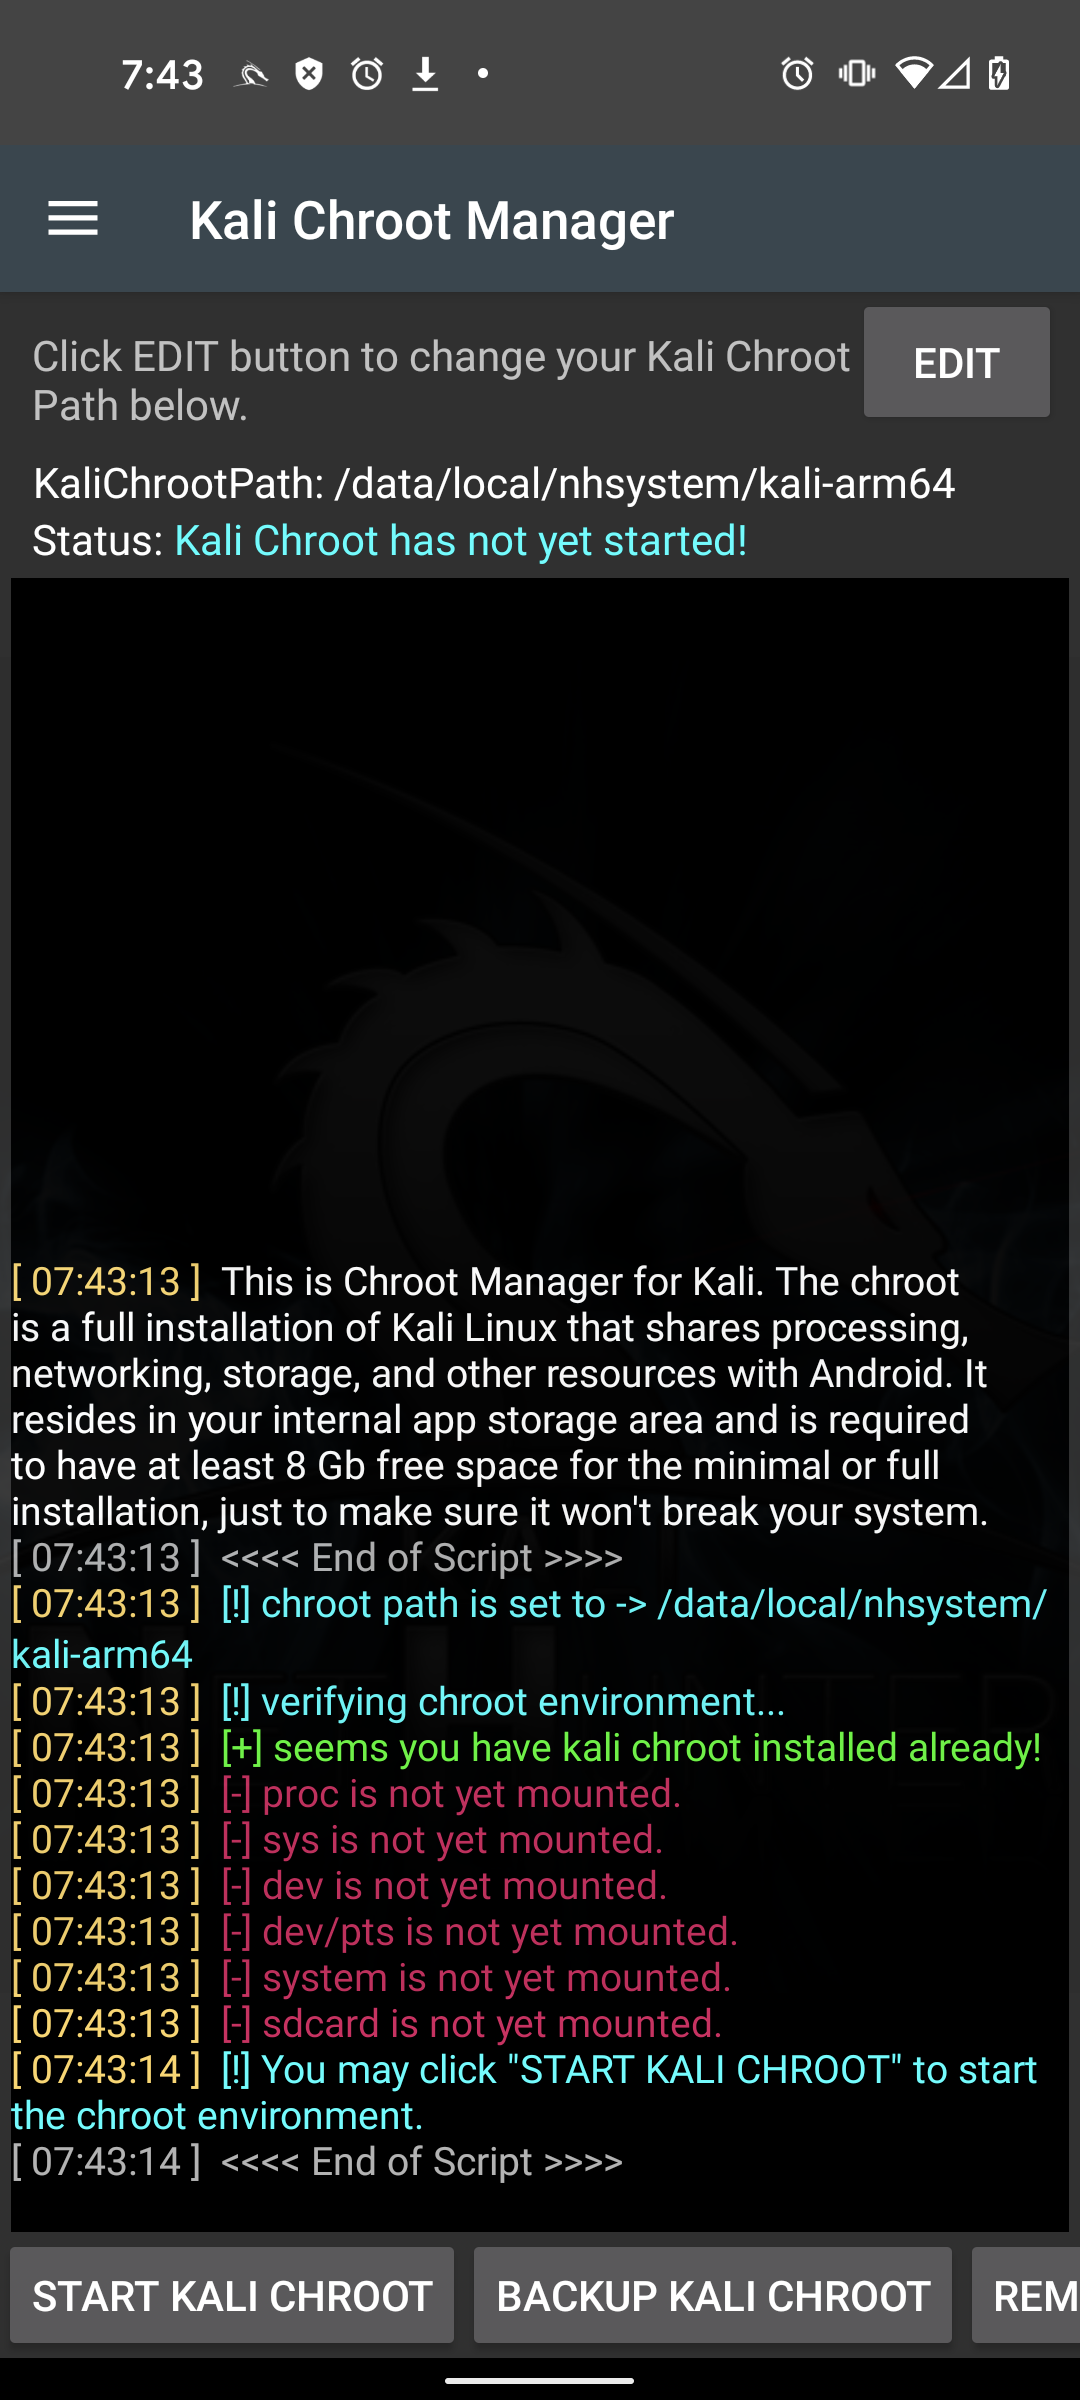 7:43
Kali Chroot Manager
Click EDIT button to change your Kali Chroot
Path below.
EDIT
KaliChrootPath: /data/local/nhsystem/kali-arm64
Status: Kali Chroot has not yet started!
[ 07:43:13 ]  This is Chroot Manager for Kali. The chroot
is a full installation of Kali Linux that shares processing,
networking, storage, and other resources with Android. It
resides in your internal app storage area and is required
to have at least 8 Gb free space for the minimal or full
installation, just to make sure it won't break your system.
[ 07:43:13 ]  <<<< End of Script >>>>
[ 07:43:13 ]  [!] chroot path is set to -> /data/local/nhsystem/
kali-arm64
[ 07:43:13 ]  [!] verifying chroot environment...
[ 07:43:13 ]  [+] seems you have kali chroot installed already!
[ 07:43:13 ]  [-] proc is not yet mounted.
[ 07:43:13 ]  [-] sys is not yet mounted.
[ 07:43:13 ]  [-] dev is not yet mounted.
[ 07:43:13 ]  [-] dev/pts is not yet mounted.
[ 07:43:13 ]  [-] system is not yet mounted.
[ 07:43:13 ]  [-] sdcard is not yet mounted.
[ 07:43:14 ]  [!] You may click "START KALI CHROOT" to start
the chroot environment.
[ 07:43:14 ]  <<<< End of Script >>>>
START KALI CHROOT
BACKUP KALI CHROOT
REM